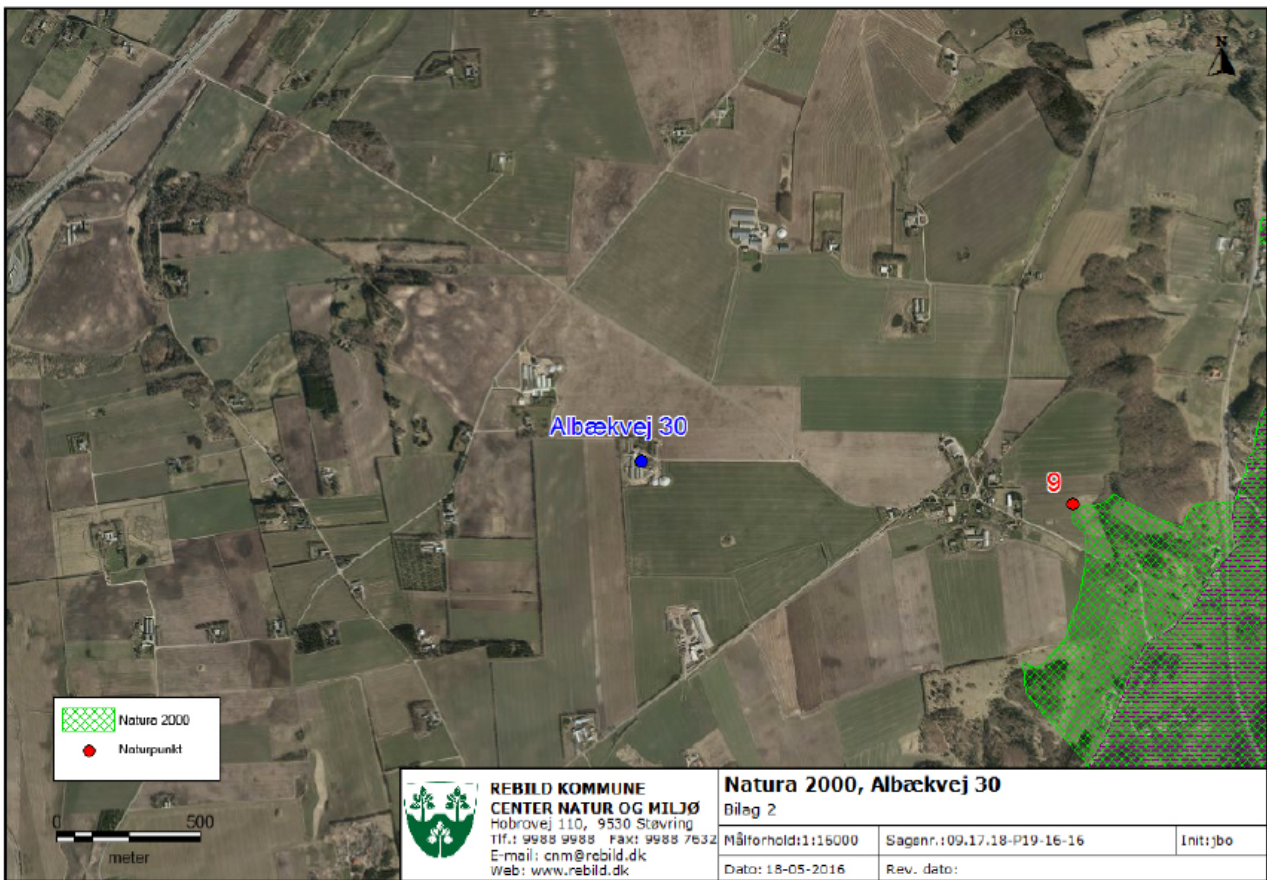 N
Albækvej 30
9
Natura 2000
Naturpunkt
0 500
meter
REBILD KOMMUNE
CENTER NATUR OG MILJØ
Hobrovej 110, 9530 Støvring
Tlf.: 9988 9988 Fax: 9988 7632
E-mail: cnm@rebild.dk
Web: www.rebild.dk
Natura 2000, Albækvej 30
Bilag 2
Målforhold:1:16000
Sagsnr.:09.17.18-P19-16-16
Init:jbo
Dato: 18-05-2016
Rev. dato: